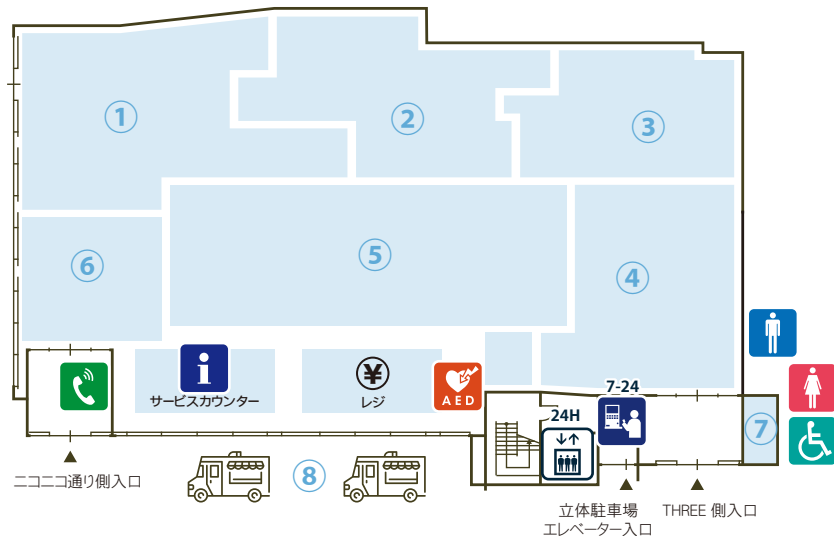 ①
②
③
⑤
④
⑥
i
サービスカウンター
¥
レジ
AED
7-24
24H
⑦
⑧
ニコニコ通り側入口
立体駐車場
エレベーター入口
THREE 側入口